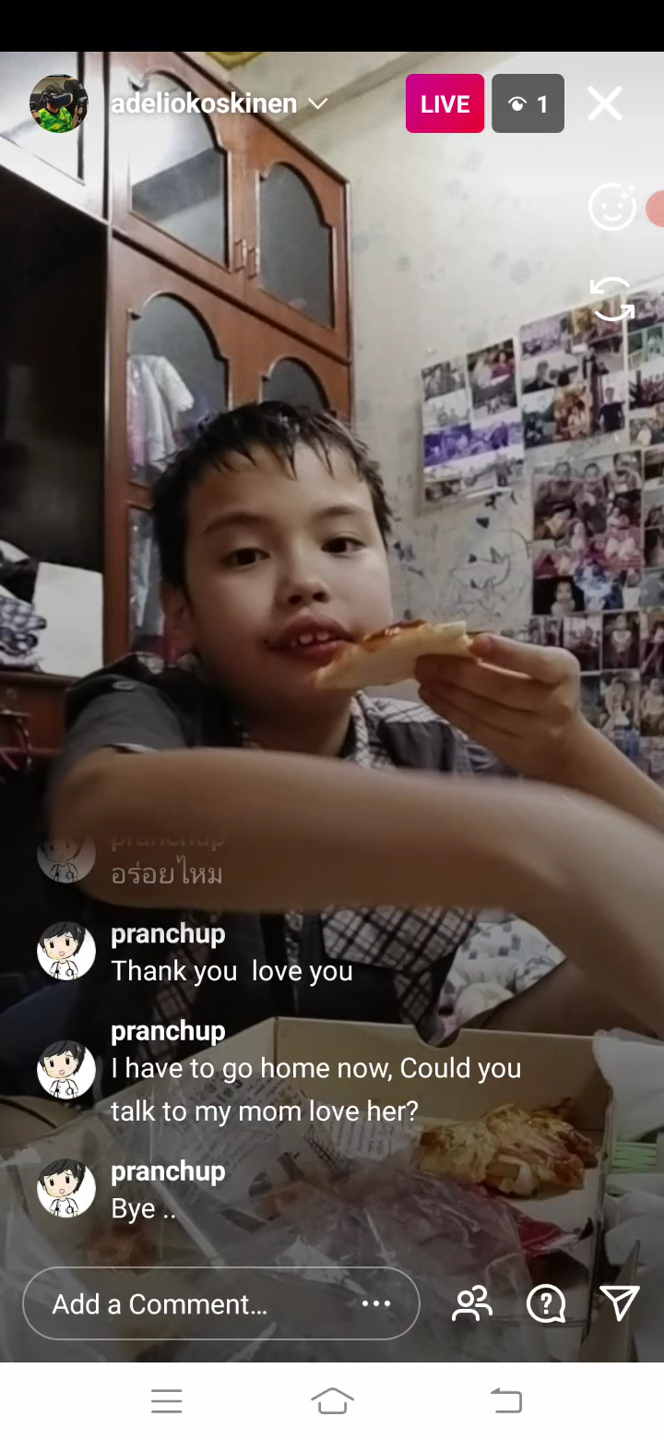 adeliokoskinen
LIVE
1
pranchup
อร่อยไหม
pranchup
Thank you love you
pranchup
I have to go home now, Could you
talk to my mom love her?
pranchup
Bye ..
Add a Comment...